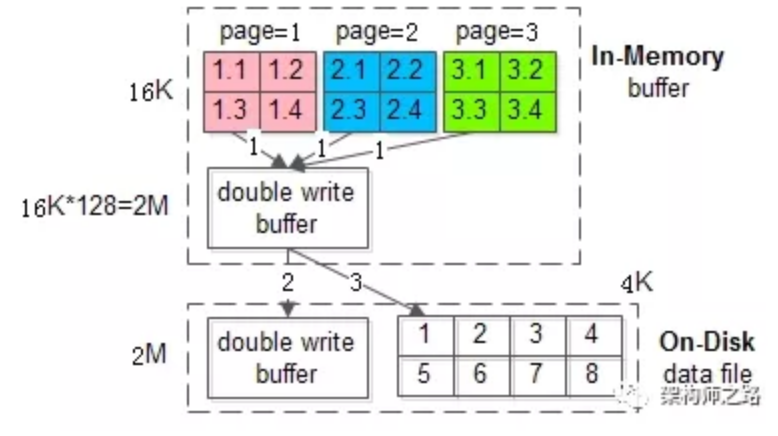 page=1 page=2 page=3
1.1 1.2 2.1 2.2 3.1 3.2
In-Memory
buffer
16K
1.3 1.4 2.3 2.4 3.3 3.4
1 1 1
16K*128=2M
double write
buffer
2 3 4K
2M
double write
buffer
1 2 3 4
5 6 7 8
On-Disk
data file
架构师之路